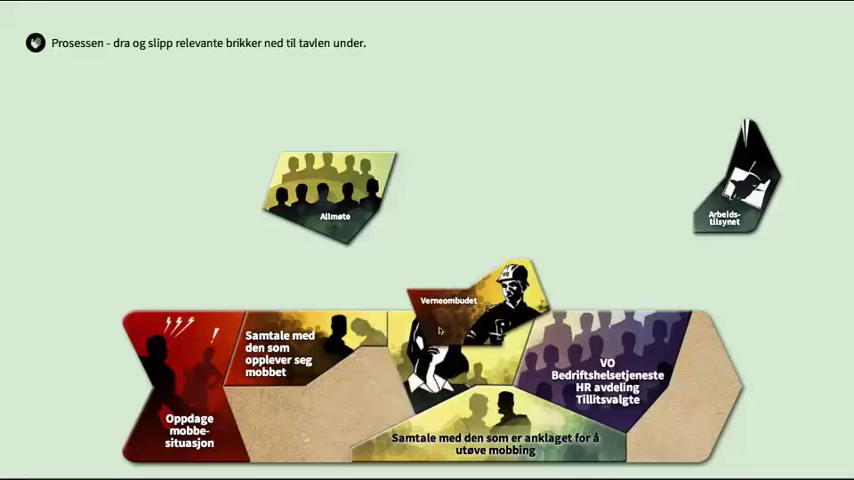 Prosessen - dra og slipp relevante brikker ned til tavlen under.
Allmøte
Arbeids-
tilsynet
VO
Verneombudet
Samtale med
den som
opplever seg
mobbet
VO
Bedriftshelsetjeneste
HR avdeling
Tillitsvalgte
Oppdage
mobbe-
situasjon
Samtale med den som er anklaget for å
utøve mobbing